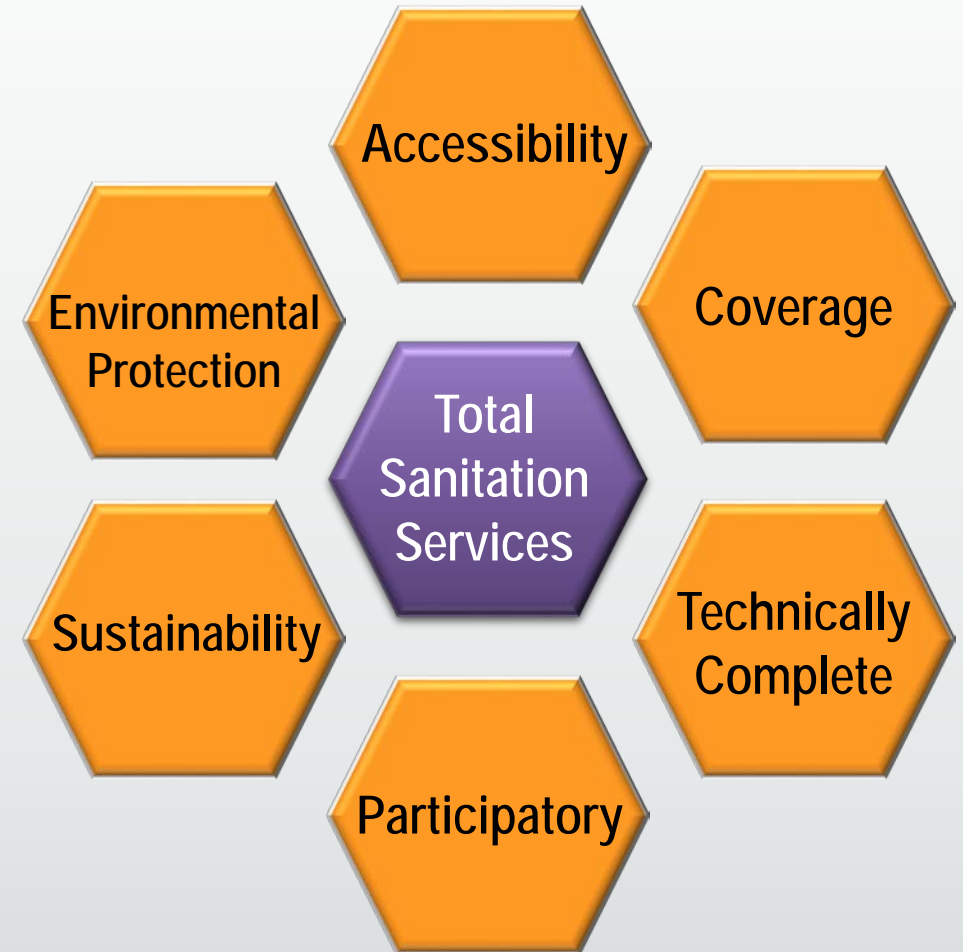 Accessibility
Coverage
Environmental
Protection
Total
Sanitation
Services
Technically
Complete
Sustainability
Participatory